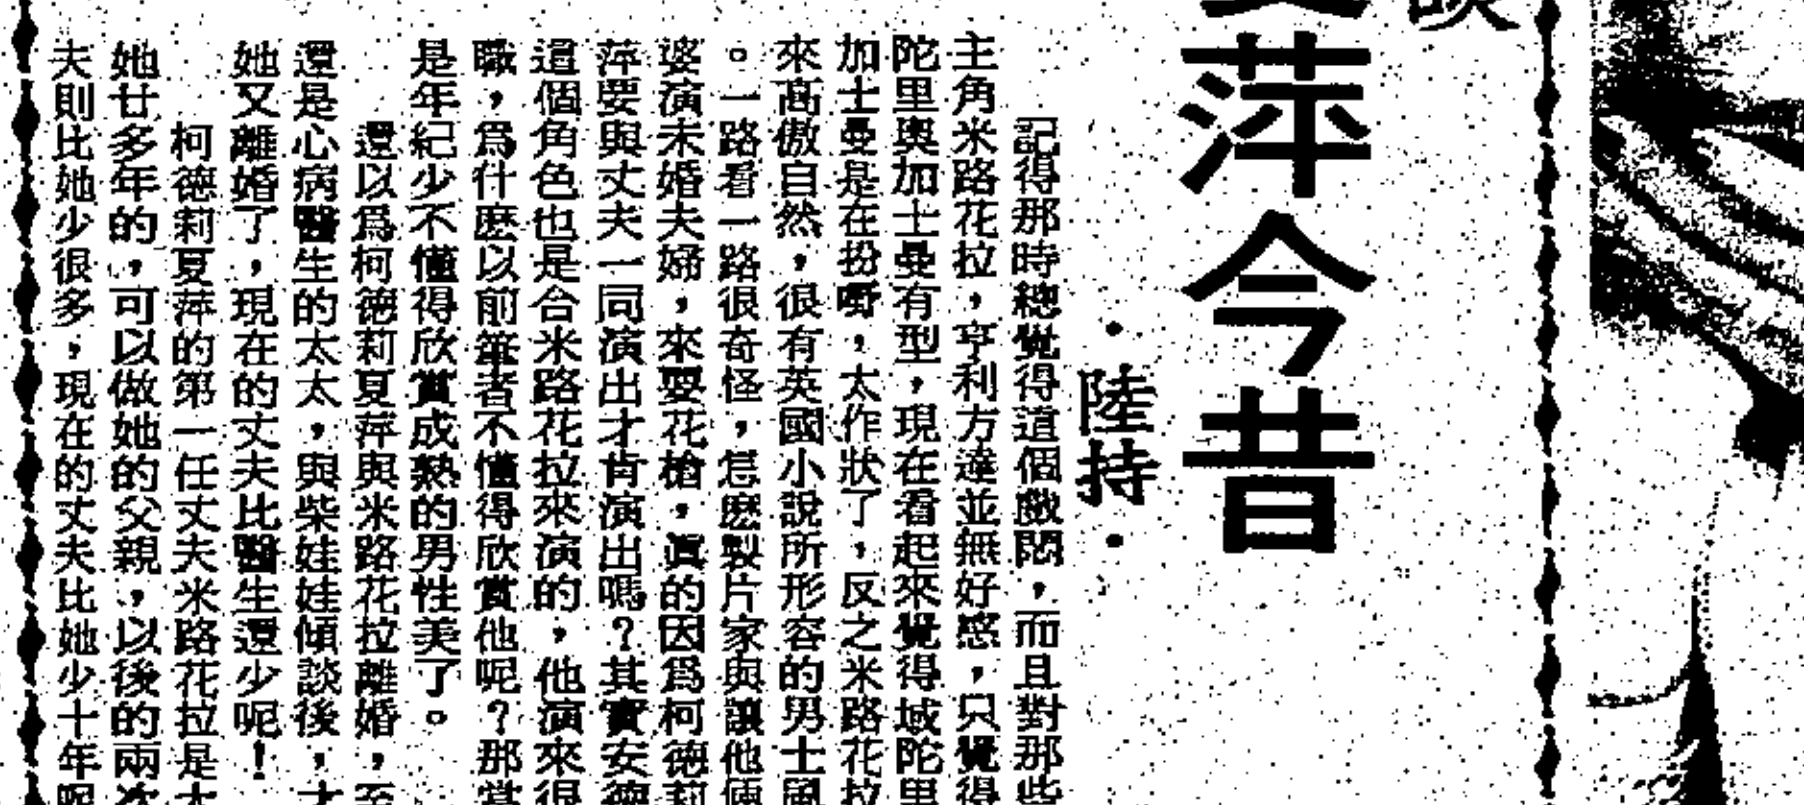 萍今昔
·陸持·
記得那時總覺得這個戲悶，而且對那些
主角米路花拉，亨利方達並無好感，只覺得
陀里奥加士曼有型，現在看起來覺得域陀里
加士曼是在扮嘢，太作狀了，反之米路花拉
來高傲自然，很有英國小說所形容的男士風
。一路看一路很奇怪，怎麽製片家與讓他倆
婆演未婚夫婦，來耍花槍，眞的因爲柯德莉
萍要與丈夫一同演出才肯演出嗎？其實安德
這個角色也是合米路花拉來演的，他演來很
職，爲什麽以前筆者不懂得欣賞他呢？那當
是年紀少不懂得欣賞成熟的男性美了。
還以爲柯德莉夏萍與米路花拉離婚，至
還是心病醫生的太太，與柴娃娃傾談後，才
她又離婚了，現在的丈夫比醫生還少呢！
柯德莉夏萍的第一任丈夫米路花拉是大
她廿多年的，可以做她的父親，以後的兩次
夫則比她少很多，現在的丈夫比她少十年呢